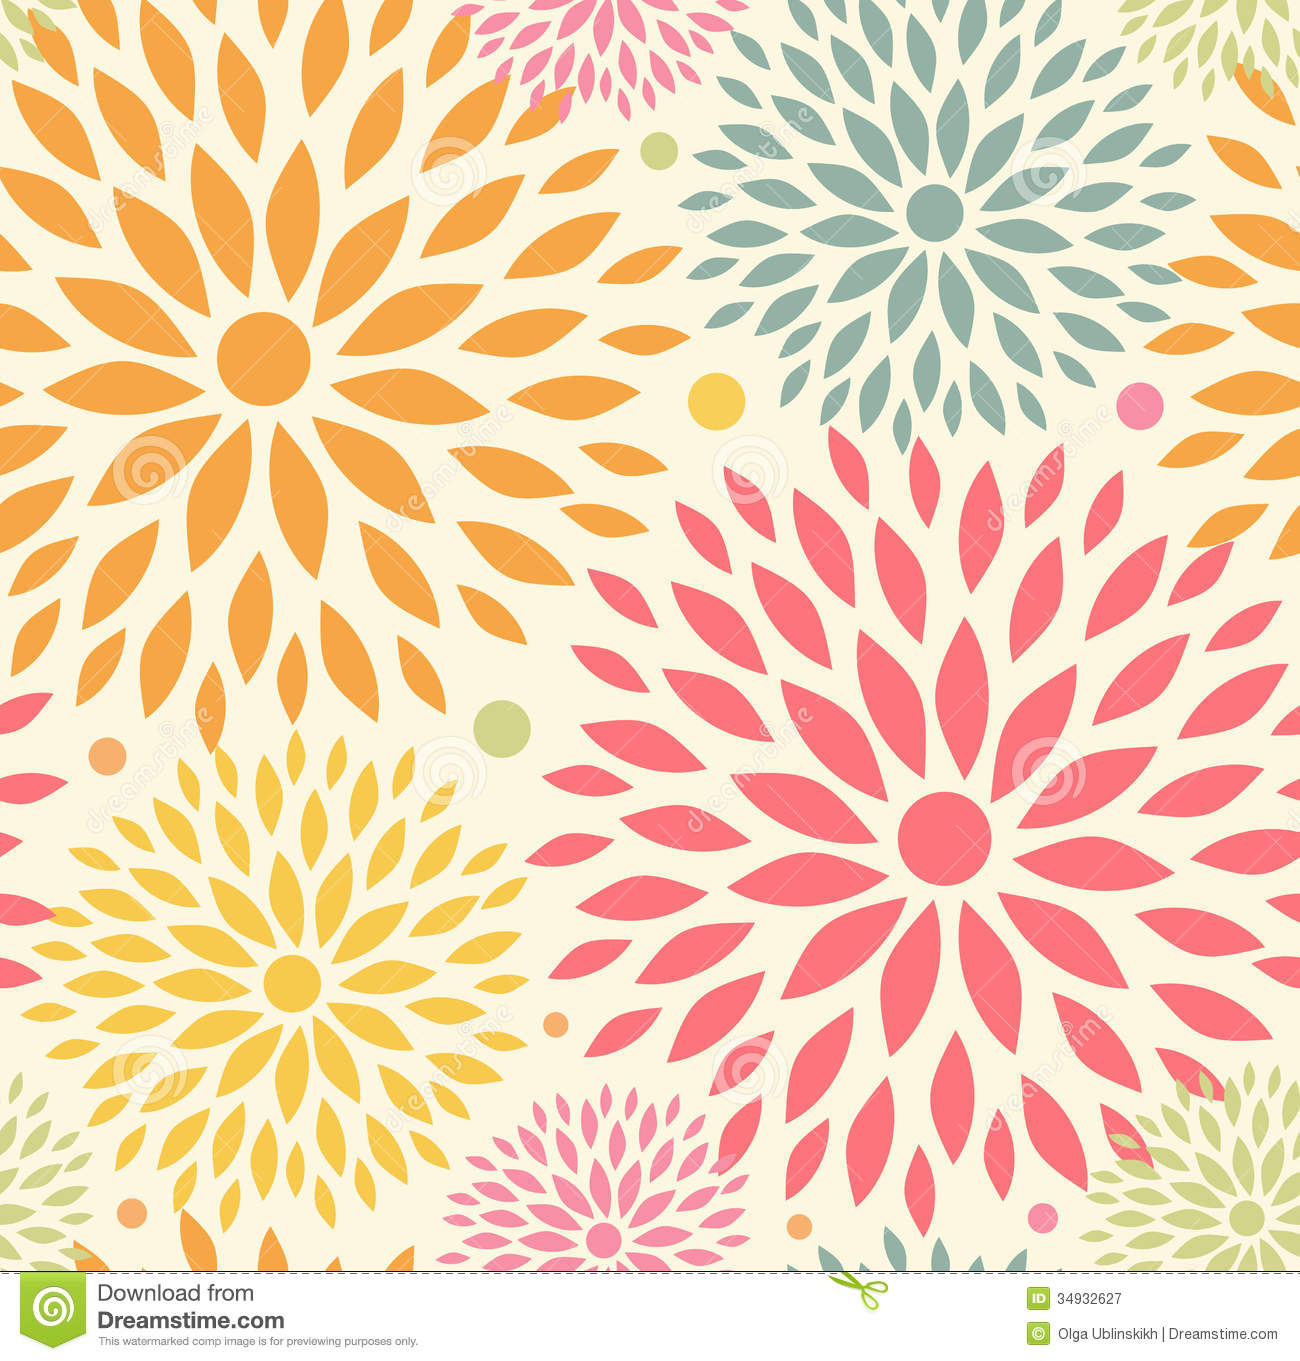 Download from
Dreamstime.com
This watermarked comp image is for previewing purposes only.
ID 34932627
© Olga Ublinskikh | Dreamstime.com